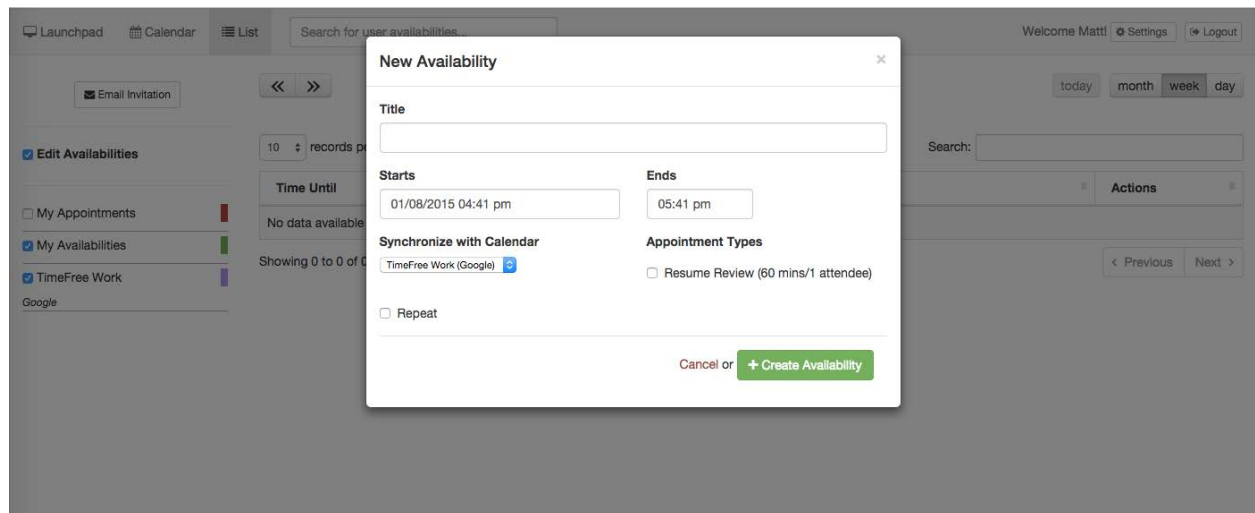 Launchpad Calendar List Search for user availabilities... Welcome Matt! Settings Logout
New Availability ×
Email Invitation « » today month week day
Title
Edit Availabilities 10 records p Search:
Starts Ends
Time Until Actions
My Appointments 01/08/2015 04:41 pm 05:41 pm
No data available
My Availabilities Synchronize with Calendar Appointment Types
Showing 0 to 0 of 0 TimeFree Work (Google) Resume Review (60 mins/1 attendee) < Previous Next >
TimeFree Work
Google
Repeat
Cancel or + Create Availability